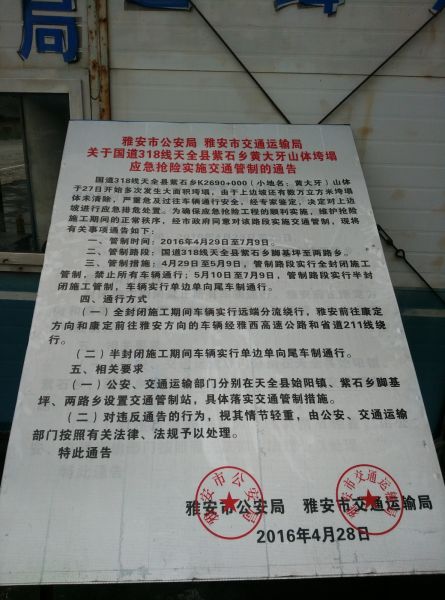 局
雅安市公安局 雅安市交通运输局
关于国道318线天全县紫石乡黄大牙山体垮塌
应急抢险实施交通管制的通告
国道318线天全县紫石乡K2690+000(小地名:黄大牙)山体
于27日开始多次发生大面积垮塌,由于上边坡还有数万立方米垮塌
体未清除,严重危及过往车辆通行安全,经专家鉴定,决定对上边
坡进行应急排危处置。为确保应急抢险工程的顺利实施,维护抢险
施工期间的正常秩序,经市政府同意对该路段实施交通管制,现将
有关事项通告如下:
一、管制时间:2016年4月29日至7月9日。
二、管制路段:国道318线天全县紫石乡脚基坪至两路乡。
三、管制措施:4月29日至5月9日,管制路段实行全封闭施工
管制,禁止所有车辆通行;5月10日至7月9日,管制路段实行半封
闭施工管制,车辆实行单边单向尾车制通行。
四、通行方式
(一)全封闭施工期间车辆实行远端分流绕行,雅安前往康定
方向和康定前往雅安方向的车辆经雅西高速公路和省道211线绕
行。
(二)半封闭施工期间车辆实行单边单向尾车制通行。
五、相关要求
(一)公安、交通运输部门分别在天全县始阳镇、紫石乡脚基
坪、两路乡设置交通管制站,具体落实交通管制措施。
(二)对违反通告的行为,视其情节轻重,由公安、交通运输
部门按照有关法律、法规予以处理。
特此通告
雅安市公安局 雅安市交通运输局
2016年4月28日
雅安市公安局
雅安市交通运输局